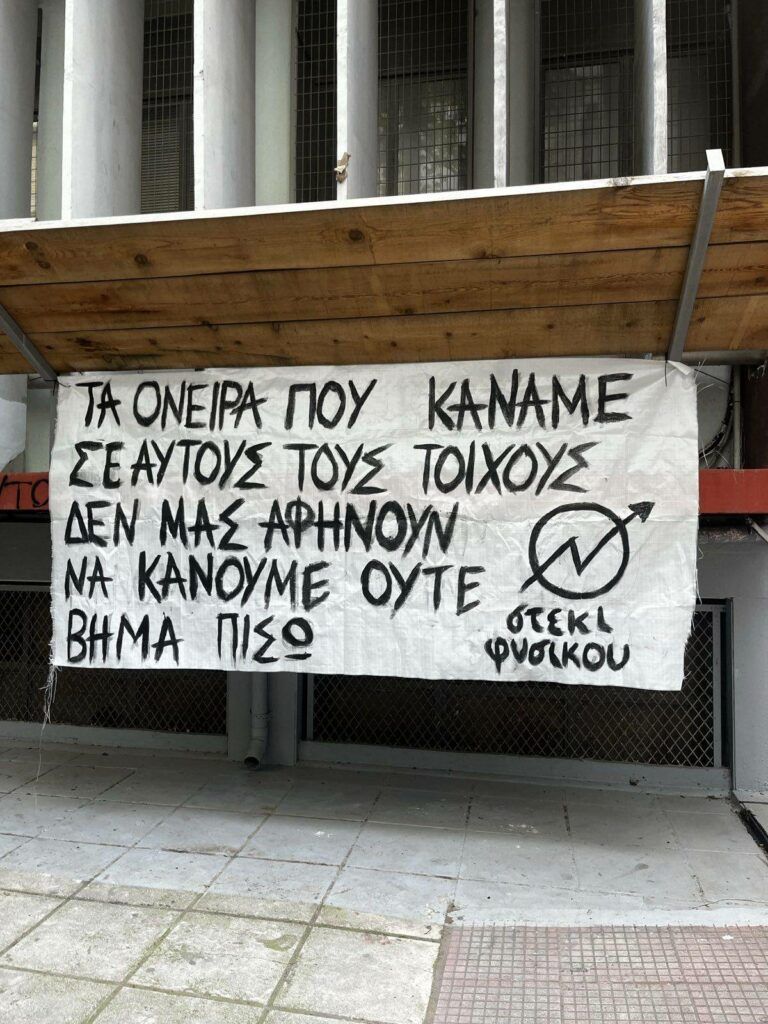 ΤΑ ΟΝΕΙΡΑ ΠΟΥ ΚΑΝΑΜΕ
ΣΕ ΑΥΤΟΥΣ ΤΟΥΣ ΤΟΙΧΟΥΣ
ΔΕΝ ΜΑΣ ΑΦΗΝΟΥΝ
ΝΑ ΚΑΝΟΥΜΕ ΟΥΤΕ
ΒΗΜΑ ΠΙΣΩ
στεκι
φυσικου